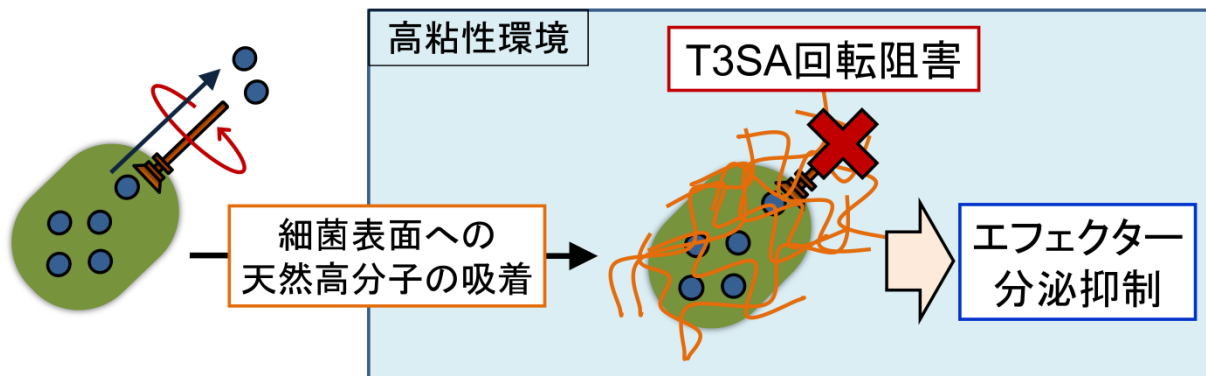 高粘性環境
T3SA回転阻害
細菌表面への
天然高分子の吸着
エフェクター
分泌抑制